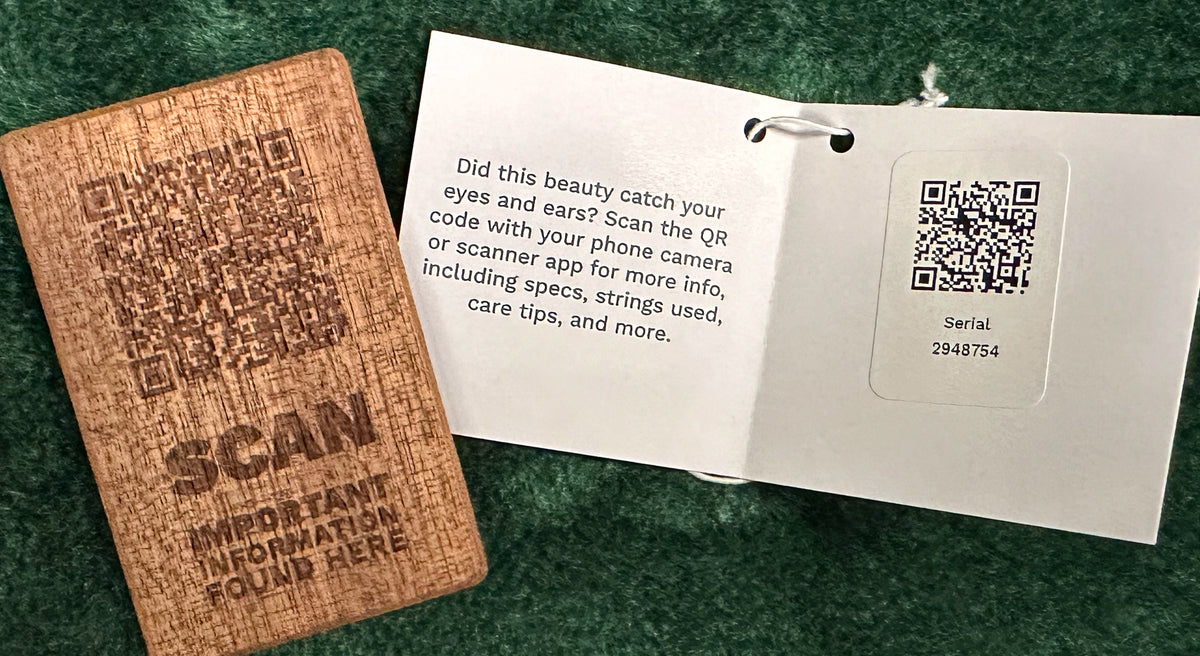 SCAN
IMPORTANT
INFORMATION
FOUND HERE
Did this beauty catch your
eyes and ears? Scan the QR
code with your phone camera
or scanner app for more info,
including specs, strings used,
care tips, and more.
Serial
2948754